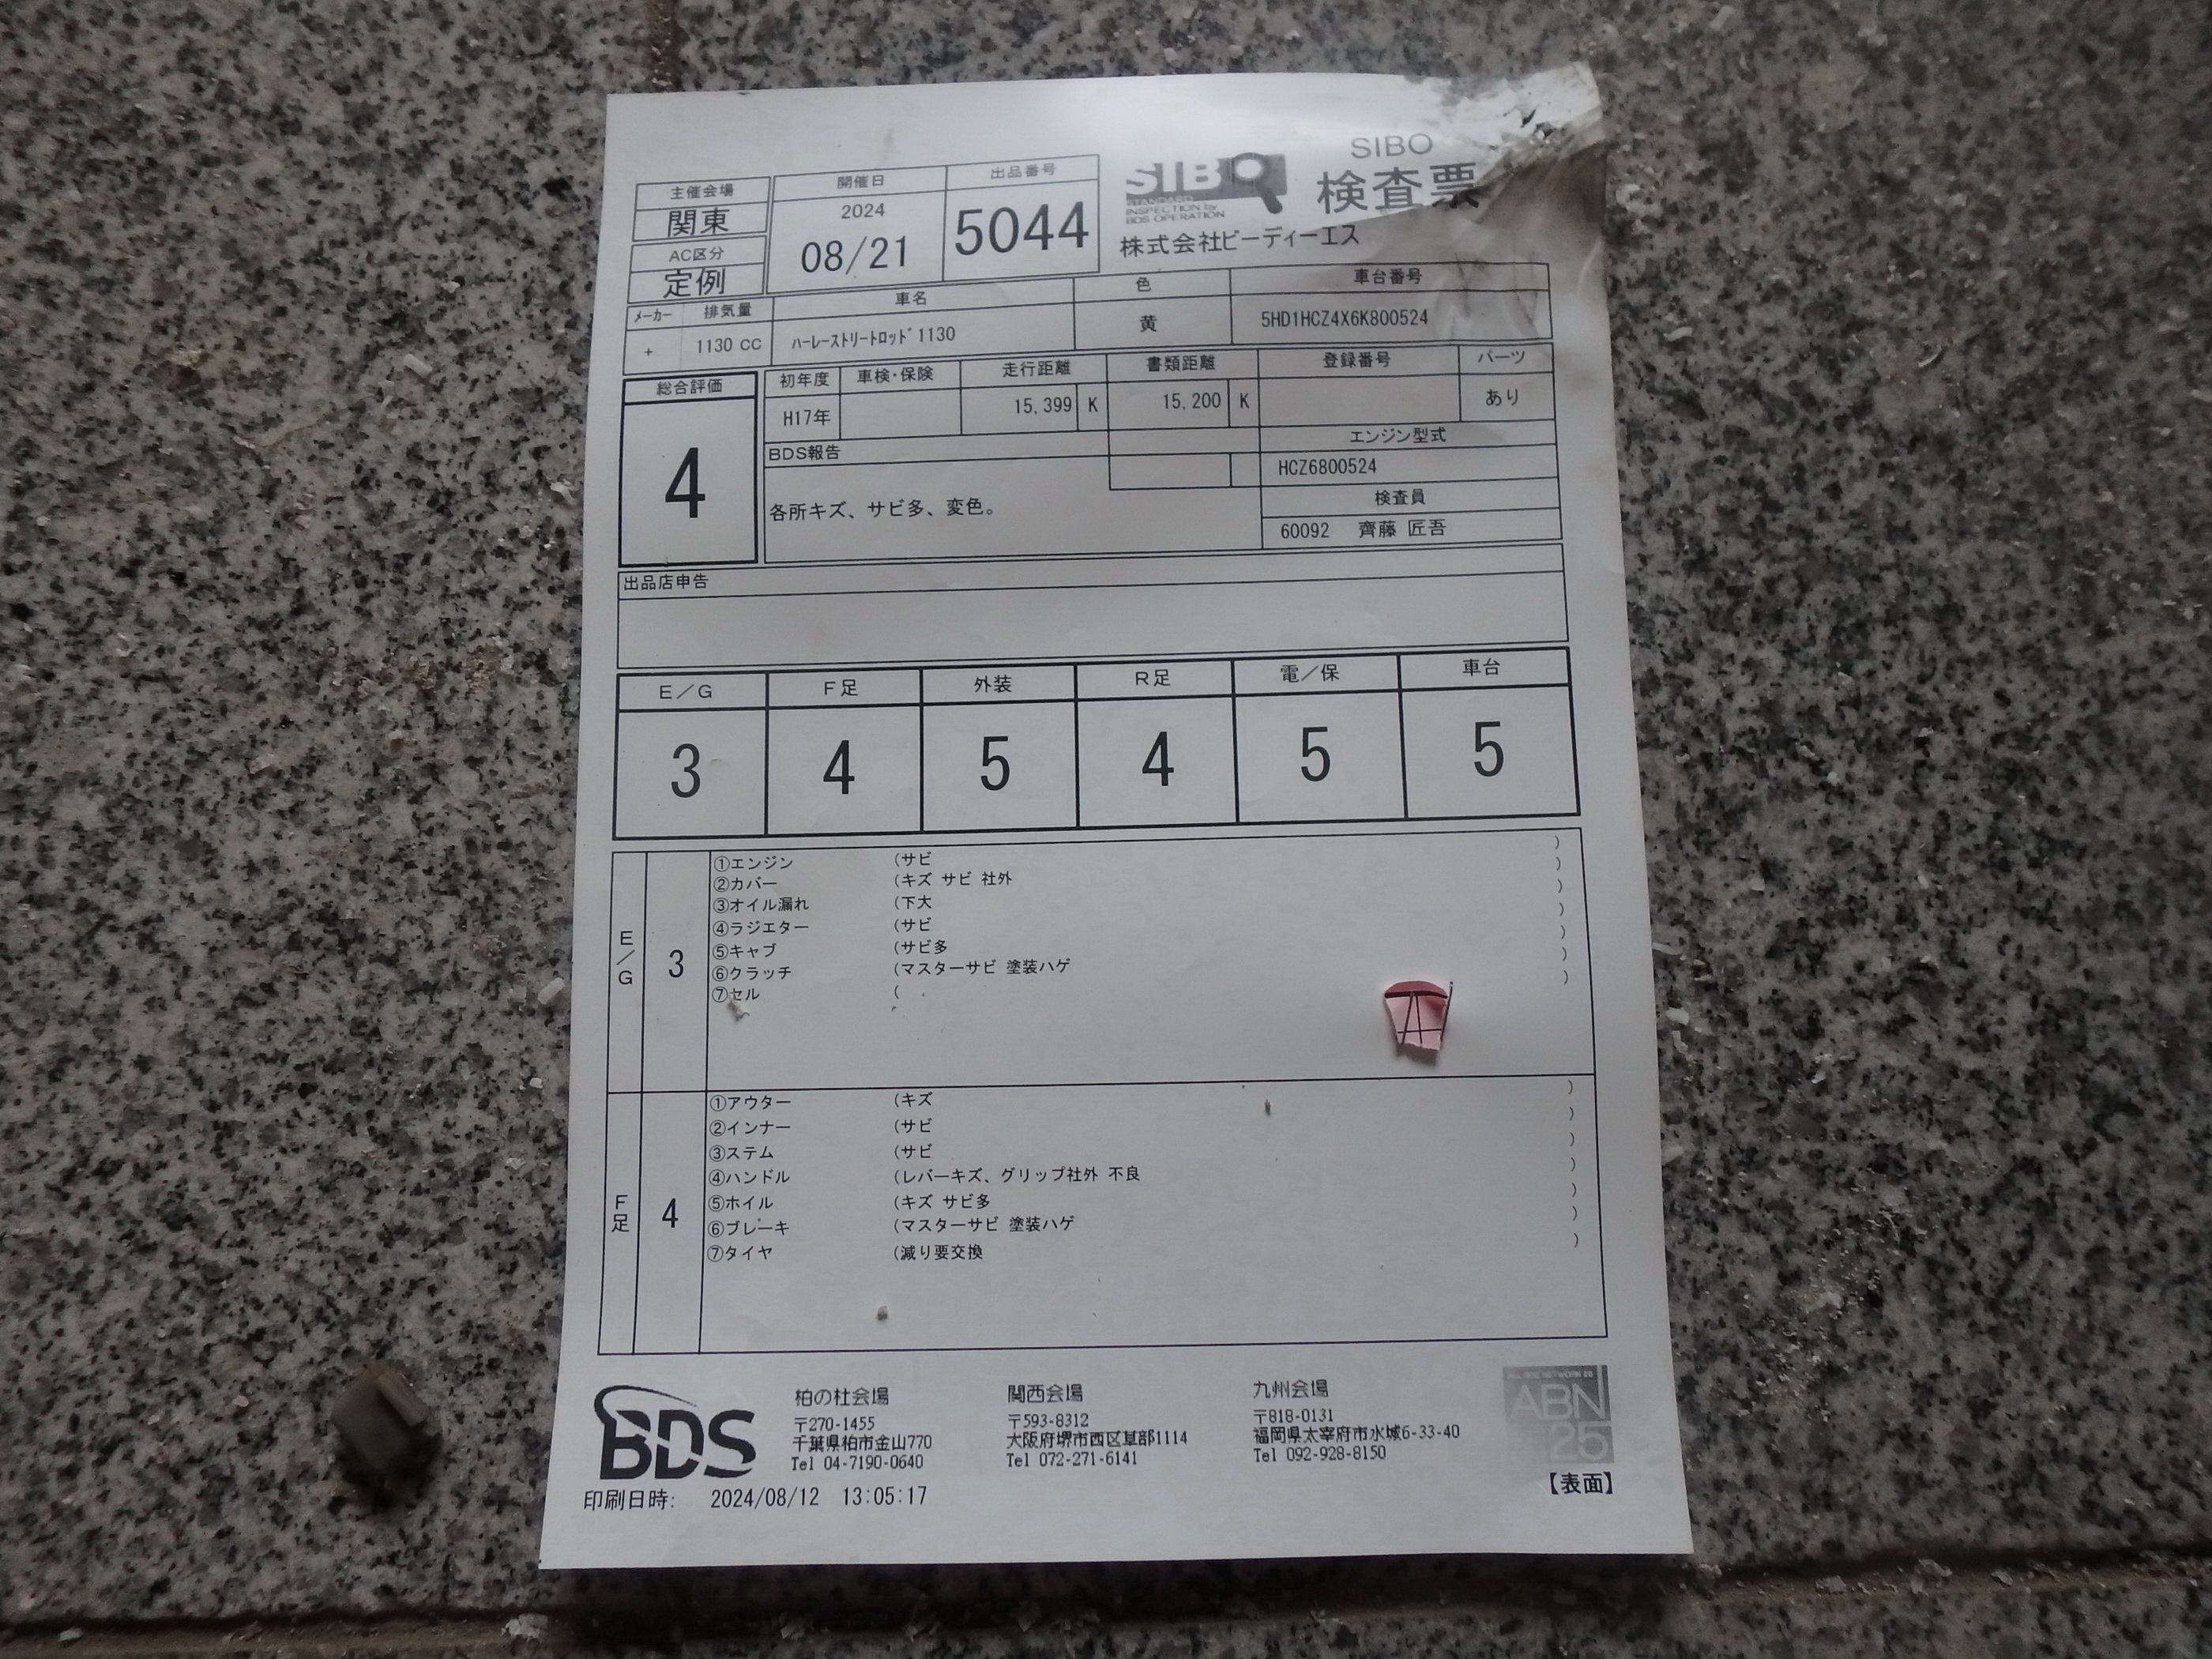 主催会場
関東
AC区分
定例
開催日
2024
08/21
出品番号
5044
SIBO
STANDARD
INSPECTION by
BDS OPERATION
SIBO
検査票
株式会社ビーディーエス
メーカー 排気量 車名 色 車台番号
+ 1130 CC ハーレーストリートロッド1130 黄 5HD1HCZ4X6K800524
総合評価
4
初年度 車検・保険 走行距離 書類距離 登録番号 パーツ
H17年 15,399 K 15,200 K あり
BDS報告
各所キズ、サビ多、変色。
エンジン型式
HCZ6800524
検査員
60092 齊藤 匠吾
出品店申告
E/G F足 外装 R足 電/保 車台
3 4 5 4 5 5
E/G
3
①エンジン (サビ )
②カバー (キズ サビ 社外 )
③オイル漏れ (下大 )
④ラジエター (サビ )
⑤キャブ (サビ多 )
⑥クラッチ (マスターサビ 塗装ハゲ )
⑦セル ( )
F足
4
①アウター (キズ )
②インナー (サビ )
③ステム (サビ )
④ハンドル (レバーキズ、グリップ社外 不良 )
⑤ホイル (キズ サビ多 )
⑥ブレーキ (マスターサビ 塗装ハゲ )
⑦タイヤ (減り要交換 )
BDS
柏の杜会場
〒270-1455
千葉県柏市金山770
Tel 04-7190-0640
関西会場
〒593-8312
大阪府堺市西区草部1114
Tel 072-271-6141
九州会場
〒818-0131
福岡県太宰府市水城6-33-40
Tel 092-928-8150
ABN
25
【表面】
印刷日時: 2024/08/12 13:05:17